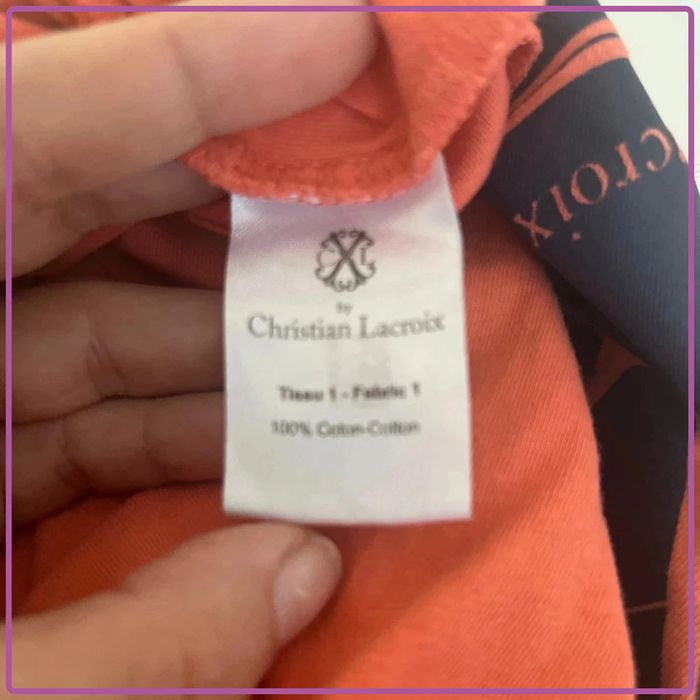 CXL
by
Christian Lacroix
Tissu 1 - Fabric 1
100% Coton-Cotton
croix